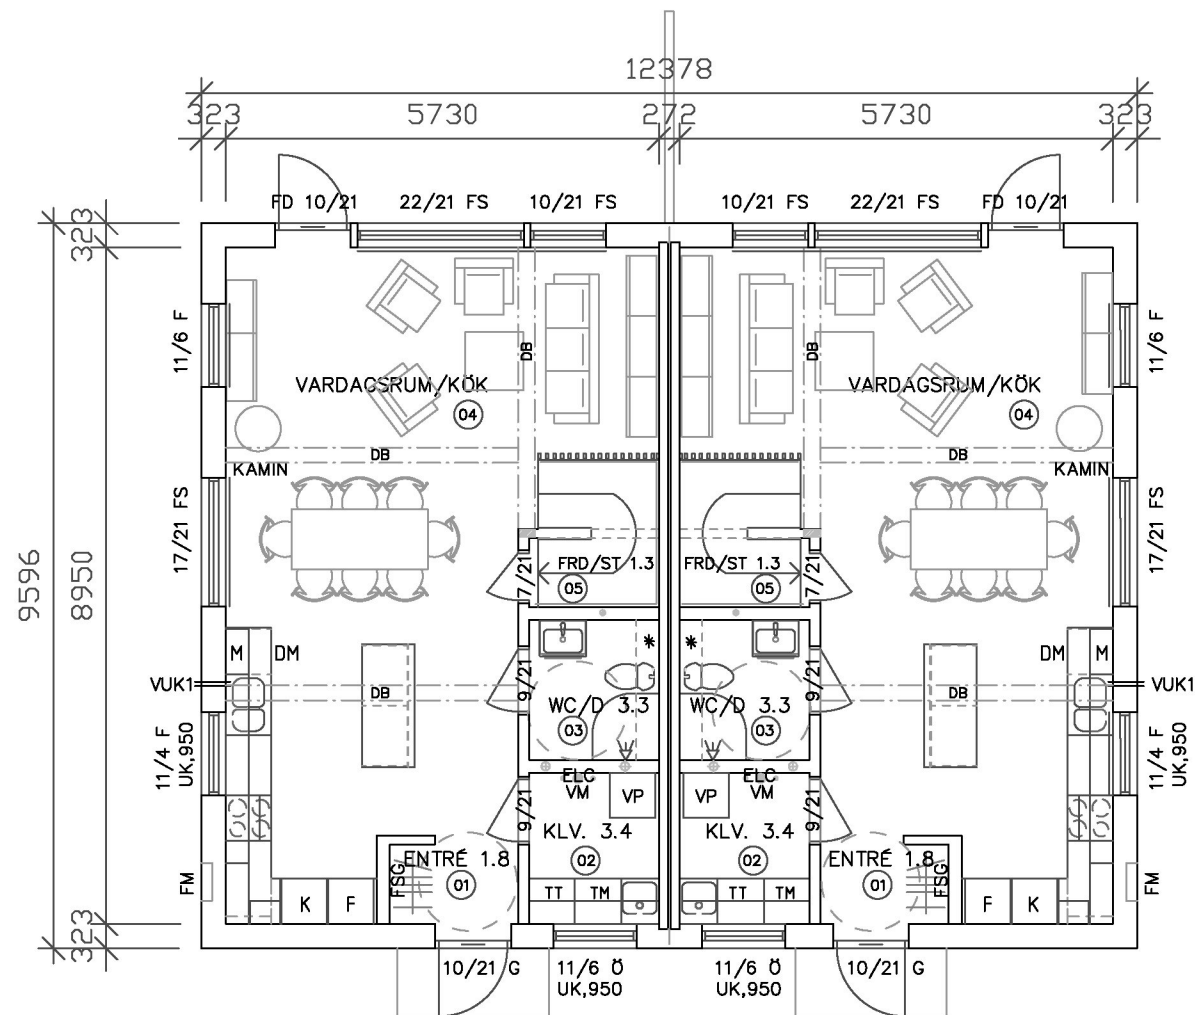 12378
323 5730 272 5730 323
FD 10/21 22/21 FS 10/21 FS 10/21 FS 22/21 FS FD 10/21
323
11/6 F
DB
DB
11/6 F
VARDAGSRUM/KÖK
04
VARDAGSRUM/KÖK
04
DB
DB
KAMIN
KAMIN
17/21 FS
17/21 FS
9596
8950
7/21
FRD/ST 1.3
05
FRD/ST 1.3
05
7/21
M DM
*
*
DM M
VUK1
DB
9/21
WC/D 3.3
03
WC/D 3.3
03
9/21
DB
VUK1
11/4 F
UK,950
11/4 F
UK,950
ELC
VM
VP
VP
ELC
VM
9/21
KLV. 3.4
02
KLV. 3.4
02
9/21
ENTRÉ 1.8
01
ENTRÉ 1.8
01
FM
FSG
FSG
FM
K F
TT TM
TT TM
F K
323
10/21 G
11/6 Ö
UK,950
11/6 Ö
UK,950
10/21 G